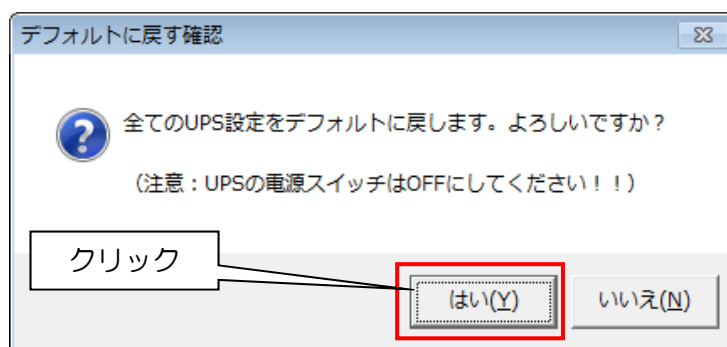 デフォルトに戻す確認
全てのUPS設定をデフォルトに戻します。よろしいですか？
（注意：UPSの電源スイッチはOFFにしてください！！）
クリック
はい(Y)
いいえ(N)